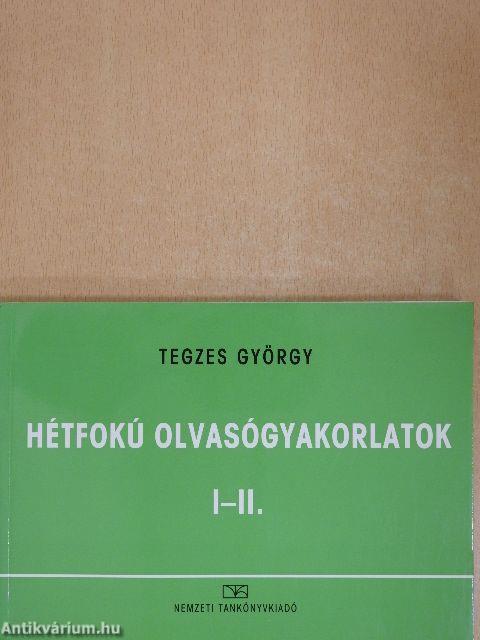 TEGZES GYÖRGY
HÉTFOKÚ OLVASÓGYAKORLATOK
I–II.
NEMZETI TANKÖNYVKIADÓ
Antikvárium.hu